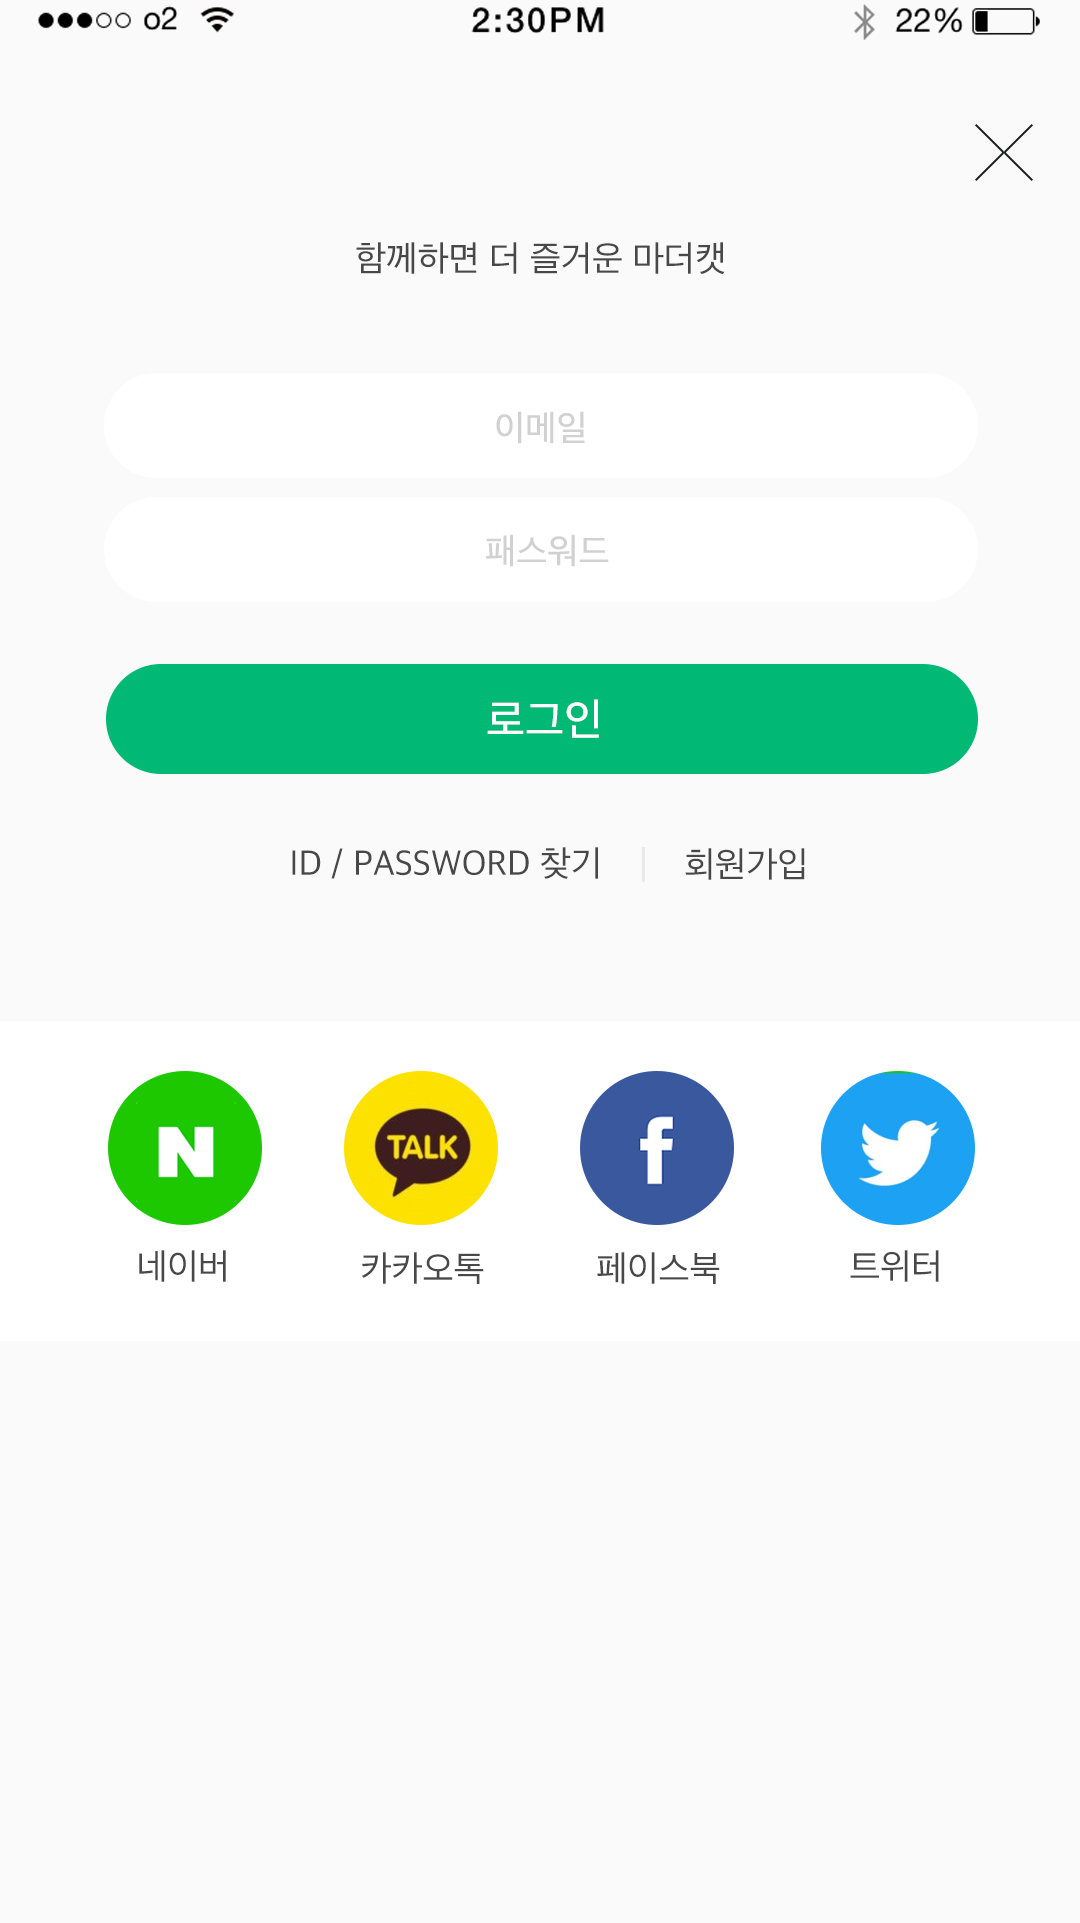 o2 2:30PM 22%
함께하면 더 즐거운 마더캣
이메일
패스워드
로그인
ID / PASSWORD 찾기 | 회원가입
N TALK f
네이버 카카오톡 페이스북 트위터